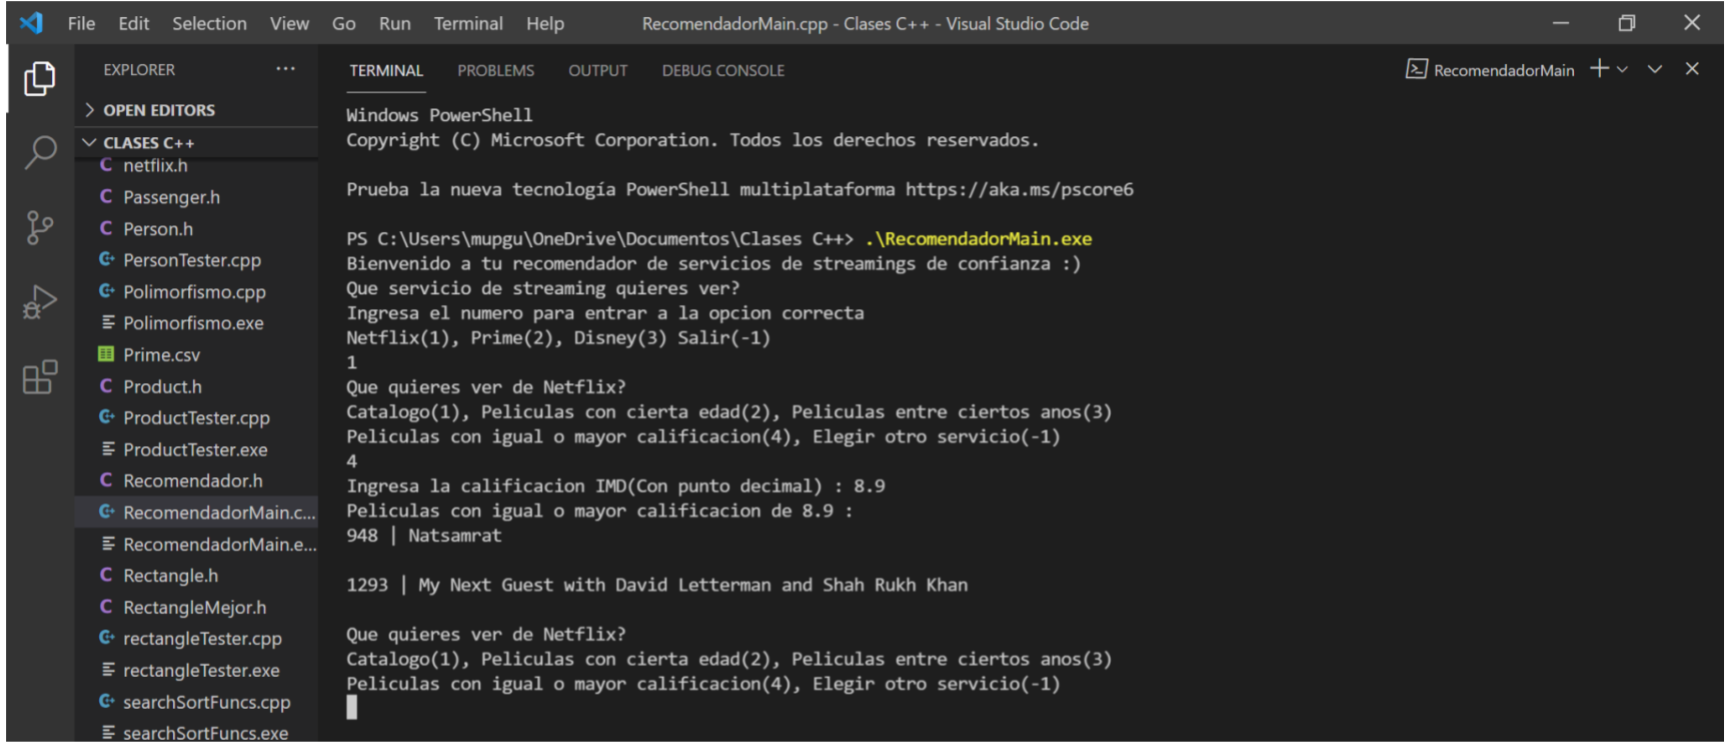 File Edit Selection View Go Run Terminal Help RecomendadorMain.cpp - Clases C++ - Visual Studio Code
EXPLORER ...
OPEN EDITORS
CLASES C++
netflix.h
Passenger.h
Person.h
PersonTester.cpp
Polimorfismo.cpp
Polimorfismo.exe
Prime.csv
Product.h
ProductTester.cpp
ProductTester.exe
Recomendador.h
RecomendadorMain.c...
RecomendadorMain.e...
Rectangle.h
RectangleMejor.h
rectangleTester.cpp
rectangleTester.exe
searchSortFuncs.cpp
searchSortFuncs.exe
TERMINAL PROBLEMS OUTPUT DEBUG CONSOLE RecomendadorMain
Windows PowerShell
Copyright (C) Microsoft Corporation. Todos los derechos reservados.
Prueba la nueva tecnología PowerShell multiplataforma https://aka.ms/pscore6
PS C:\Users\mupgu\OneDrive\Documentos\Clases C++> .\RecomendadorMain.exe
Bienvenido a tu recomendador de servicios de streamings de confianza :)
Que servicio de streaming quieres ver?
Ingresa el numero para entrar a la opcion correcta
Netflix(1), Prime(2), Disney(3) Salir(-1)
1
Que quieres ver de Netflix?
Catalogo(1), Peliculas con cierta edad(2), Peliculas entre ciertos anos(3)
Peliculas con igual o mayor calificacion(4), Elegir otro servicio(-1)
4
Ingresa la calificacion IMD(Con punto decimal) : 8.9
Peliculas con igual o mayor calificacion de 8.9 :
948 | Natsamrat
1293 | My Next Guest with David Letterman and Shah Rukh Khan
Que quieres ver de Netflix?
Catalogo(1), Peliculas con cierta edad(2), Peliculas entre ciertos anos(3)
Peliculas con igual o mayor calificacion(4), Elegir otro servicio(-1)